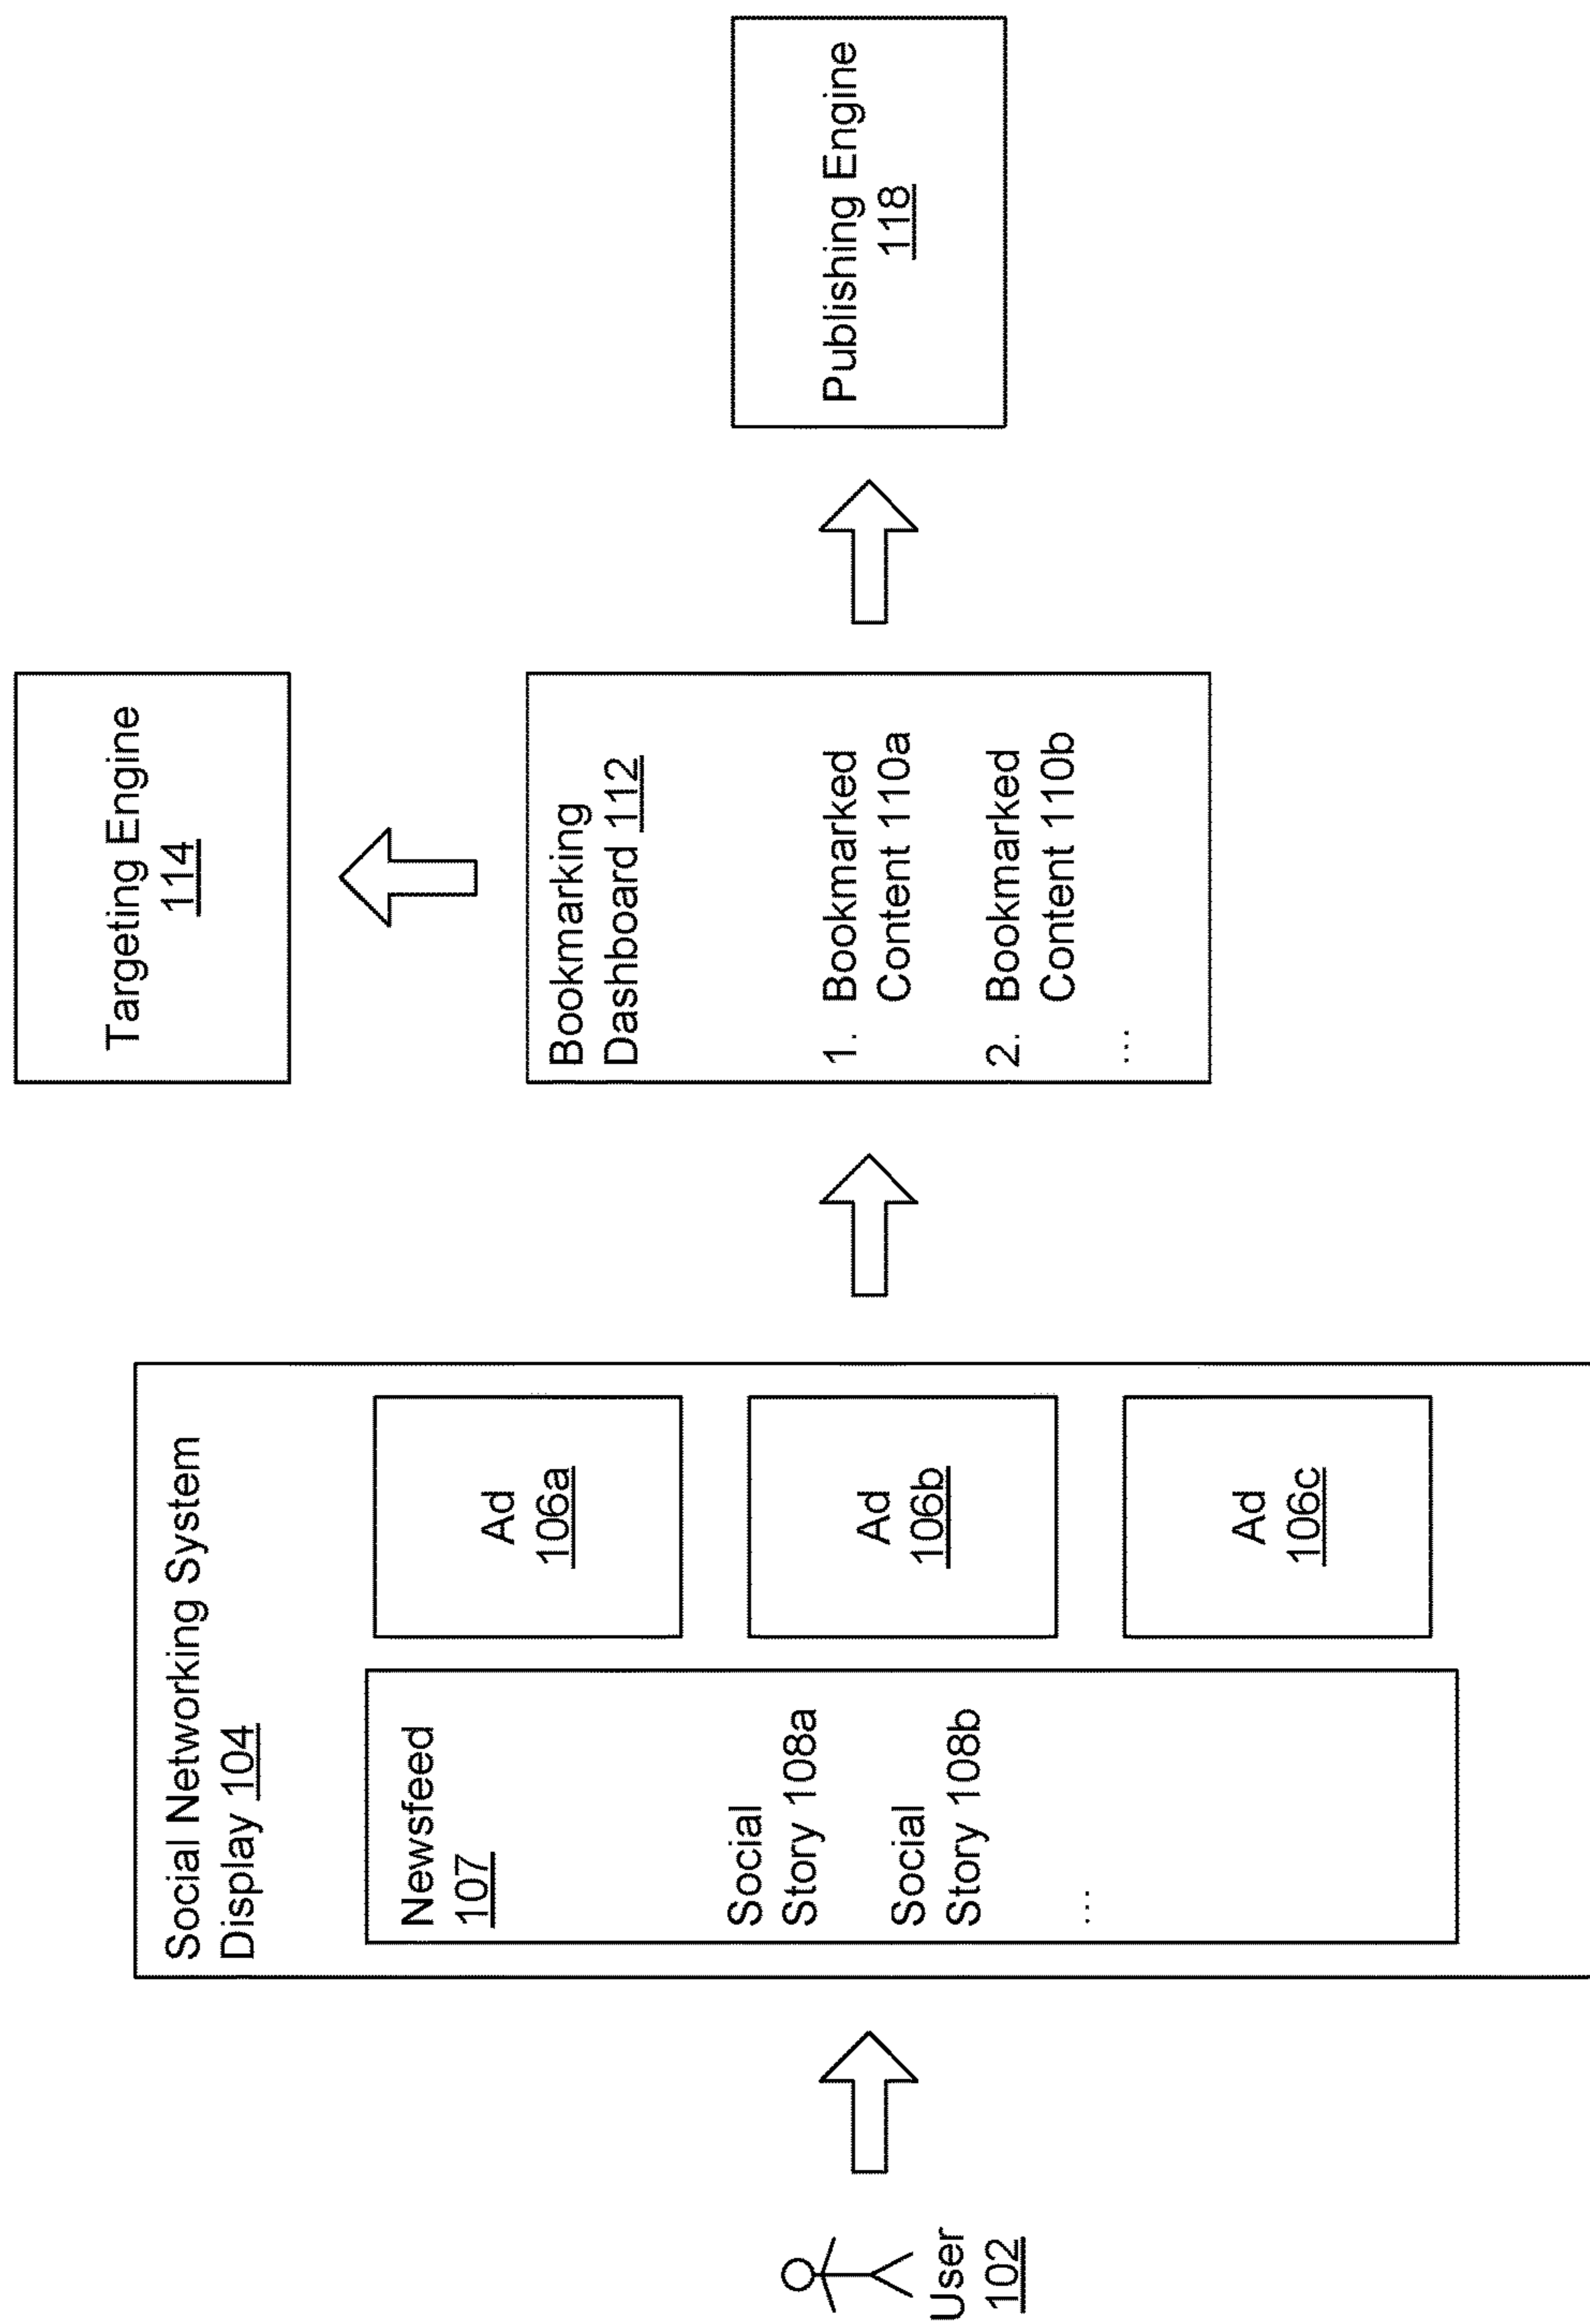 User
102
Social Networking System
Display 104
Newsfeed
107
Social
Story 108a
Social
Story 108b
...
Ad
106a
Ad
106b
Ad
106c
Targeting Engine
114
Bookmarking
Dashboard 112
1. Bookmarked
Content 110a
2. Bookmarked
Content 110b
...
Publishing Engine
118